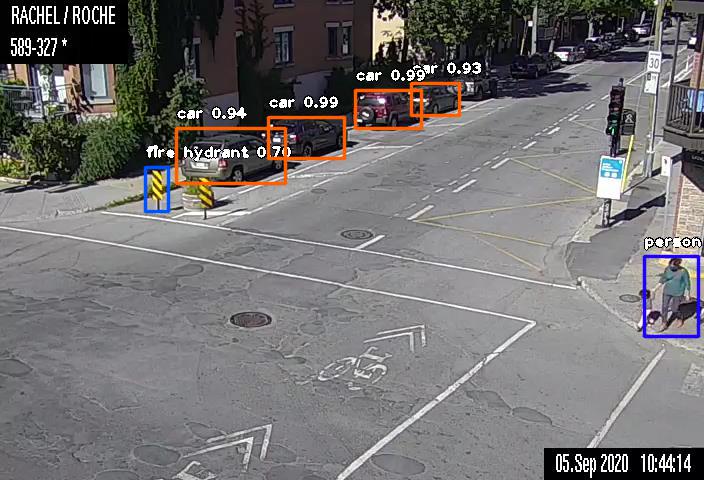 RACHEL / ROCHE
589-327 *
car 0.99
car 0.93
car 0.94
car 0.99
fire hydrant 0.70
30
person
05.Sep 2020 10:44:14